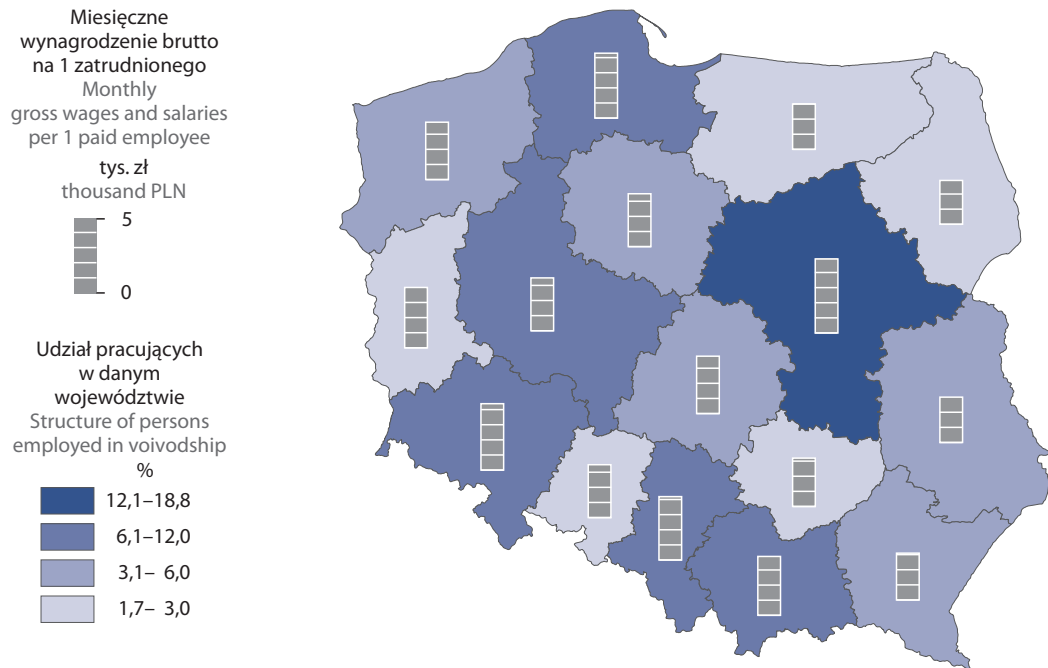 Miesięczne
wynagrodzenie brutto
na 1 zatrudnionego
Monthly
gross wages and salaries
per 1 paid employee
tys. zł
thousand PLN
5
0
Udział pracujących
w danym
województwie
Structure of persons
employed in voivodship
%
12,1–18,8
6,1–12,0
3,1– 6,0
1,7– 3,0